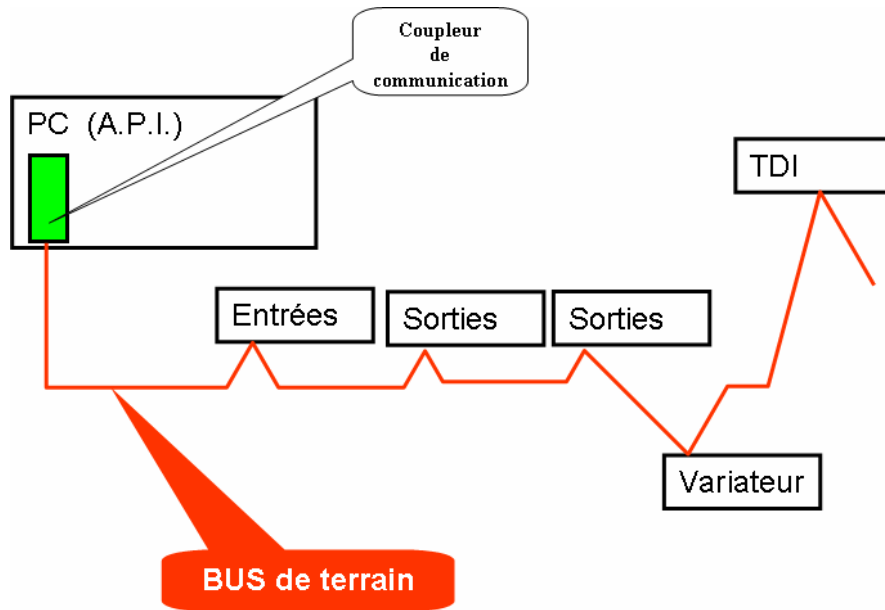 Coupleur
de
communication
PC (A.P.I.)
TDI
Entrées
Sorties
Sorties
Variateur
BUS de terrain